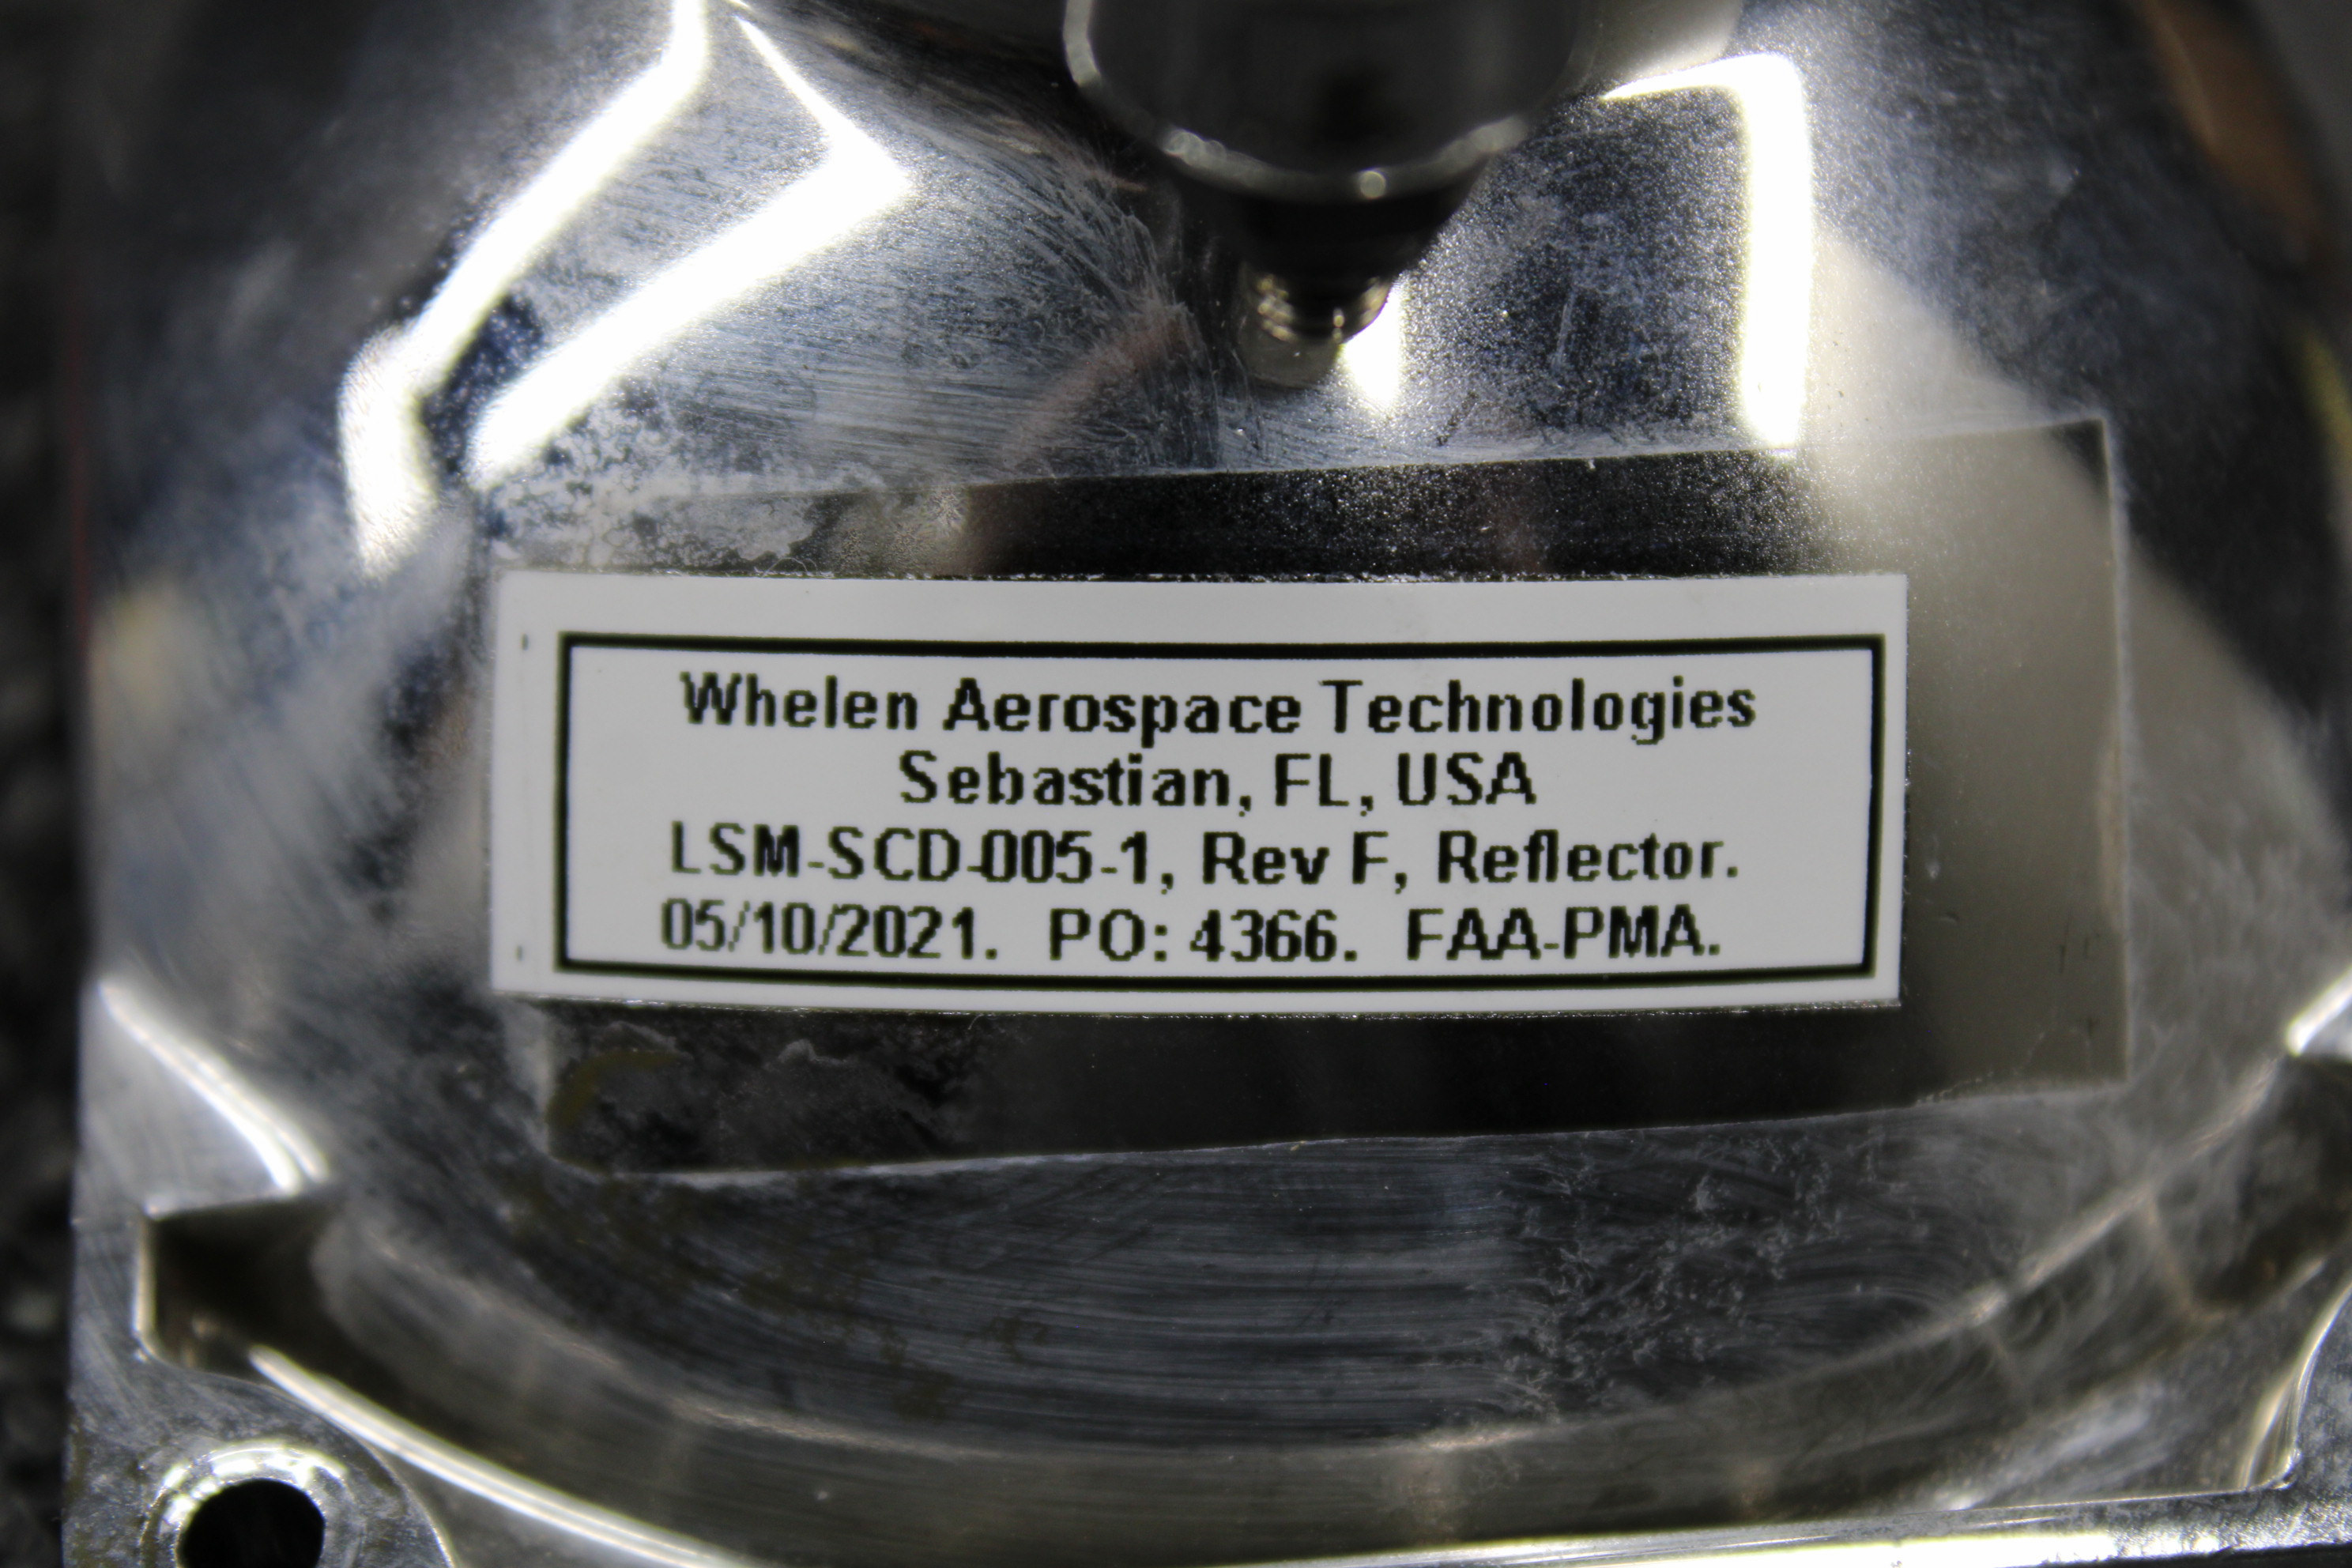 Whelen Aerospace Technologies
Sebastian, FL, USA
LSM-SCD-005-1, Rev F, Reflector.
05/10/2021. PO: 4366. FAA-PMA.